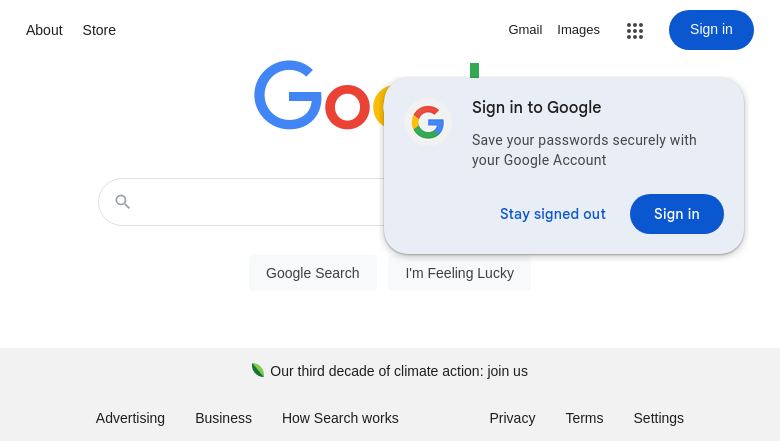 About Store Gmail Images Sign in
Goo
Sign in to Google
Save your passwords securely with
your Google Account
Stay signed out Sign in
Google Search I'm Feeling Lucky
Our third decade of climate action: join us
Advertising Business How Search works Privacy Terms Settings